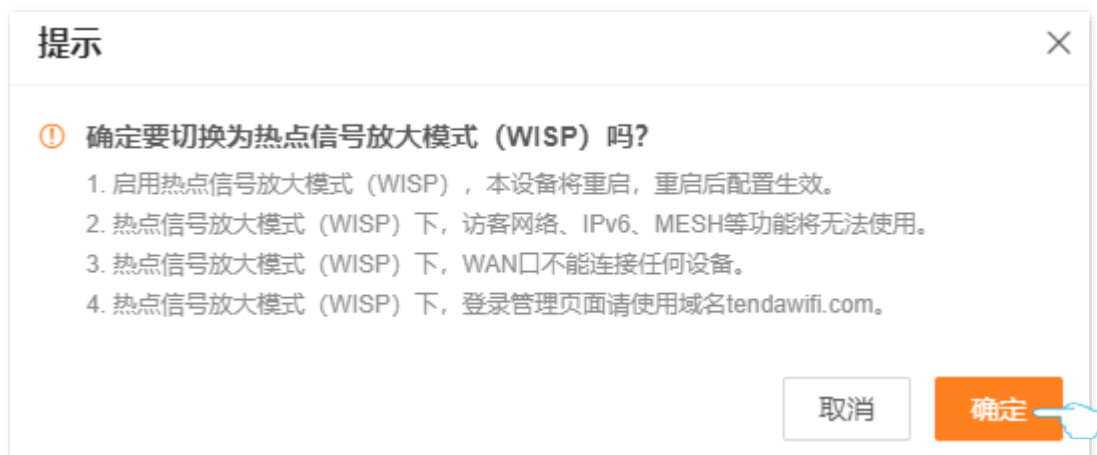 提示
确定要切换为热点信号放大模式（WISP）吗？
1. 启用热点信号放大模式（WISP），本设备将重启，重启后配置生效。
2. 热点信号放大模式（WISP）下，访客网络、IPv6、MESH等功能将无法使用。
3. 热点信号放大模式（WISP）下，WAN口不能连接任何设备。
4. 热点信号放大模式（WISP）下，登录管理页面请使用域名tendawifi.com。
取消
确定